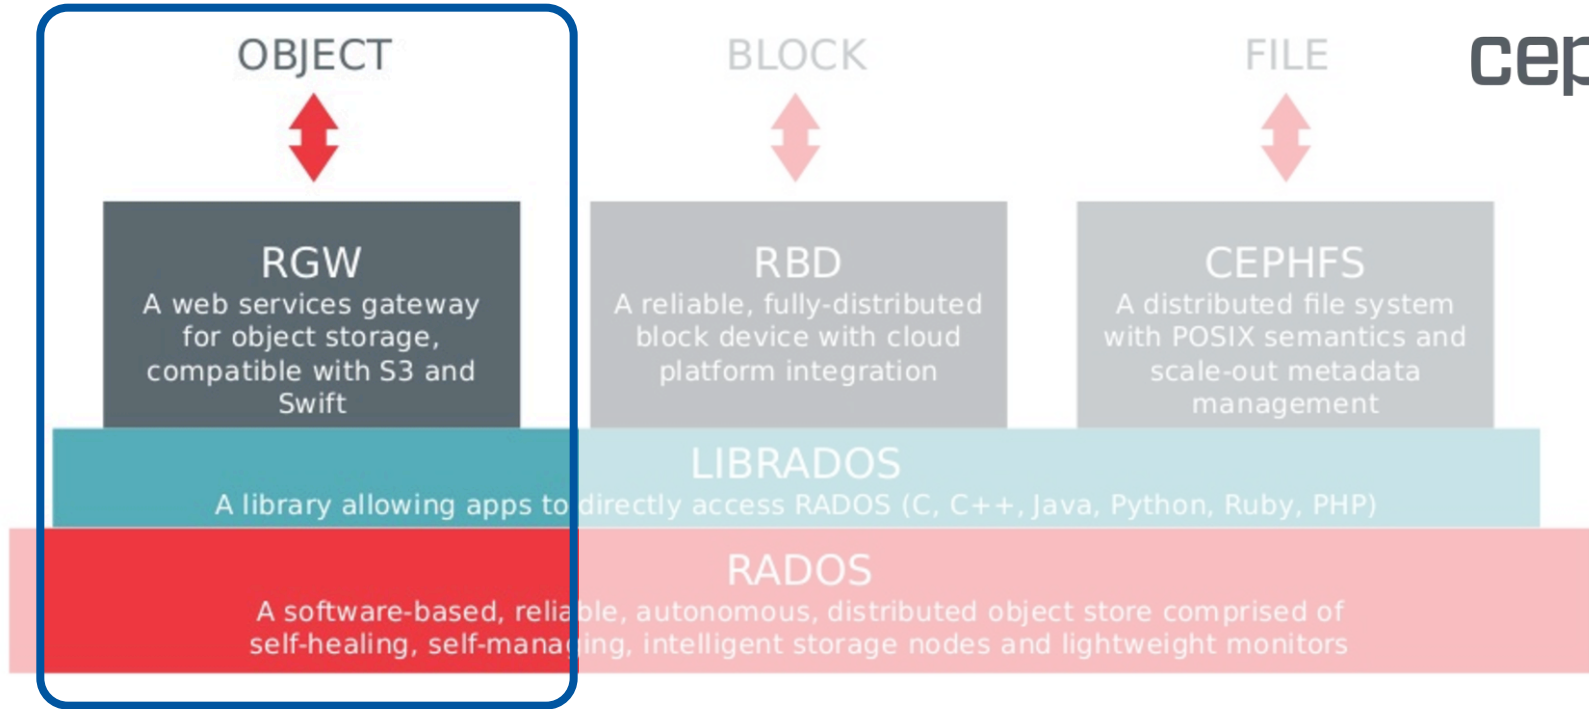 OBJECT
BLOCK
FILE
cep
RGW
A web services gateway
for object storage,
compatible with S3 and
Swift
RBD
A reliable, fully-distributed
block device with cloud
platform integration
CEPHFS
A distributed file system
with POSIX semantics and
scale-out metadata
management
LIBRADOS
A library allowing apps to directly access RADOS (C, C++, Java, Python, Ruby, PHP)
RADOS
A software-based, reliable, autonomous, distributed object store comprised of
self-healing, self-managing, intelligent storage nodes and lightweight monitors